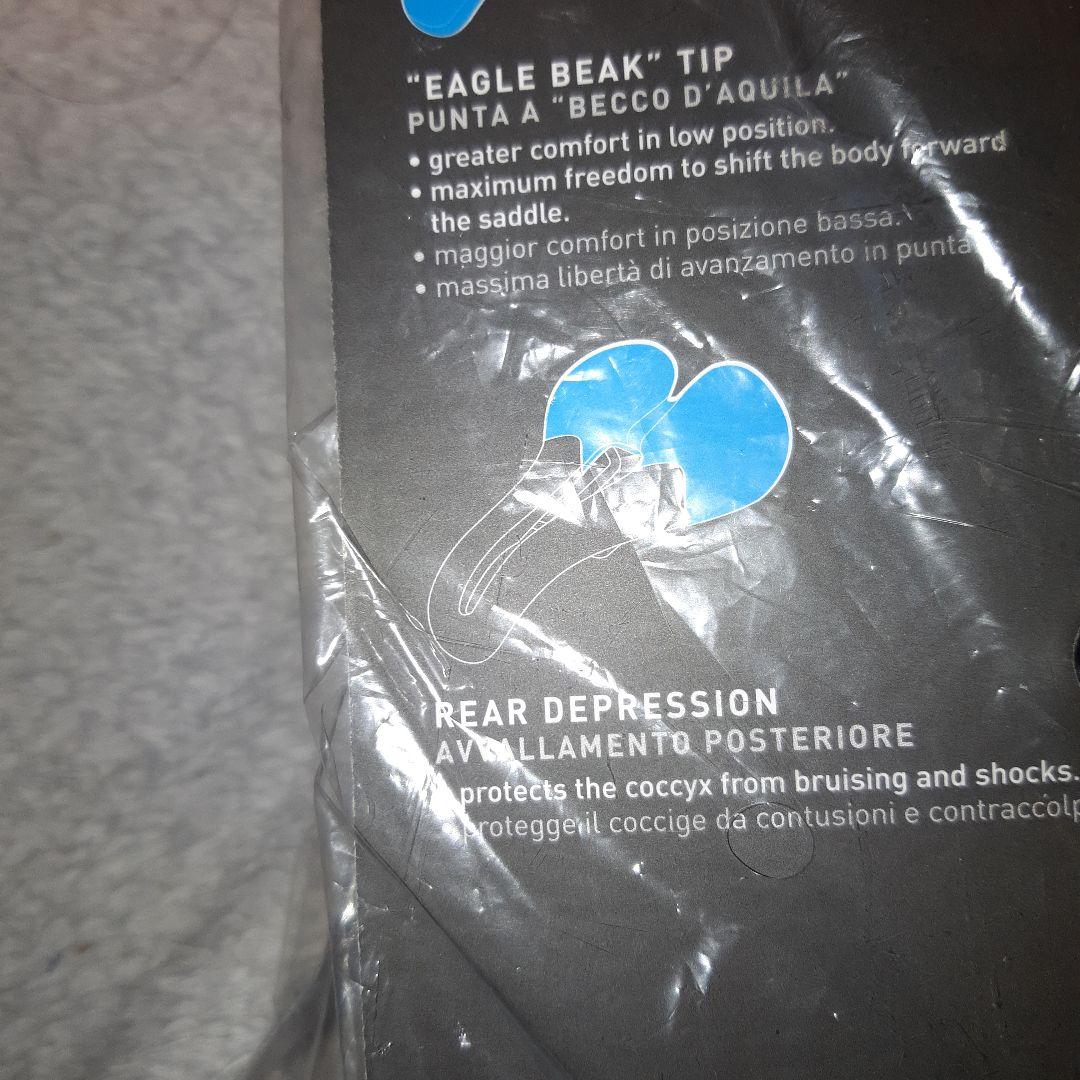 "EAGLE BEAK" TIP
PUNTA A "BECCO D'AQUILA"
• greater comfort in low position.
• maximum freedom to shift the body forward
the saddle.
• maggior comfort in posizione bassa.
• massima libertà di avanzamento in punta
REAR DEPRESSION
AVVALLAMENTO POSTERIORE
protects the coccyx from bruising and shocks.
• protegge il coccige da contusioni e